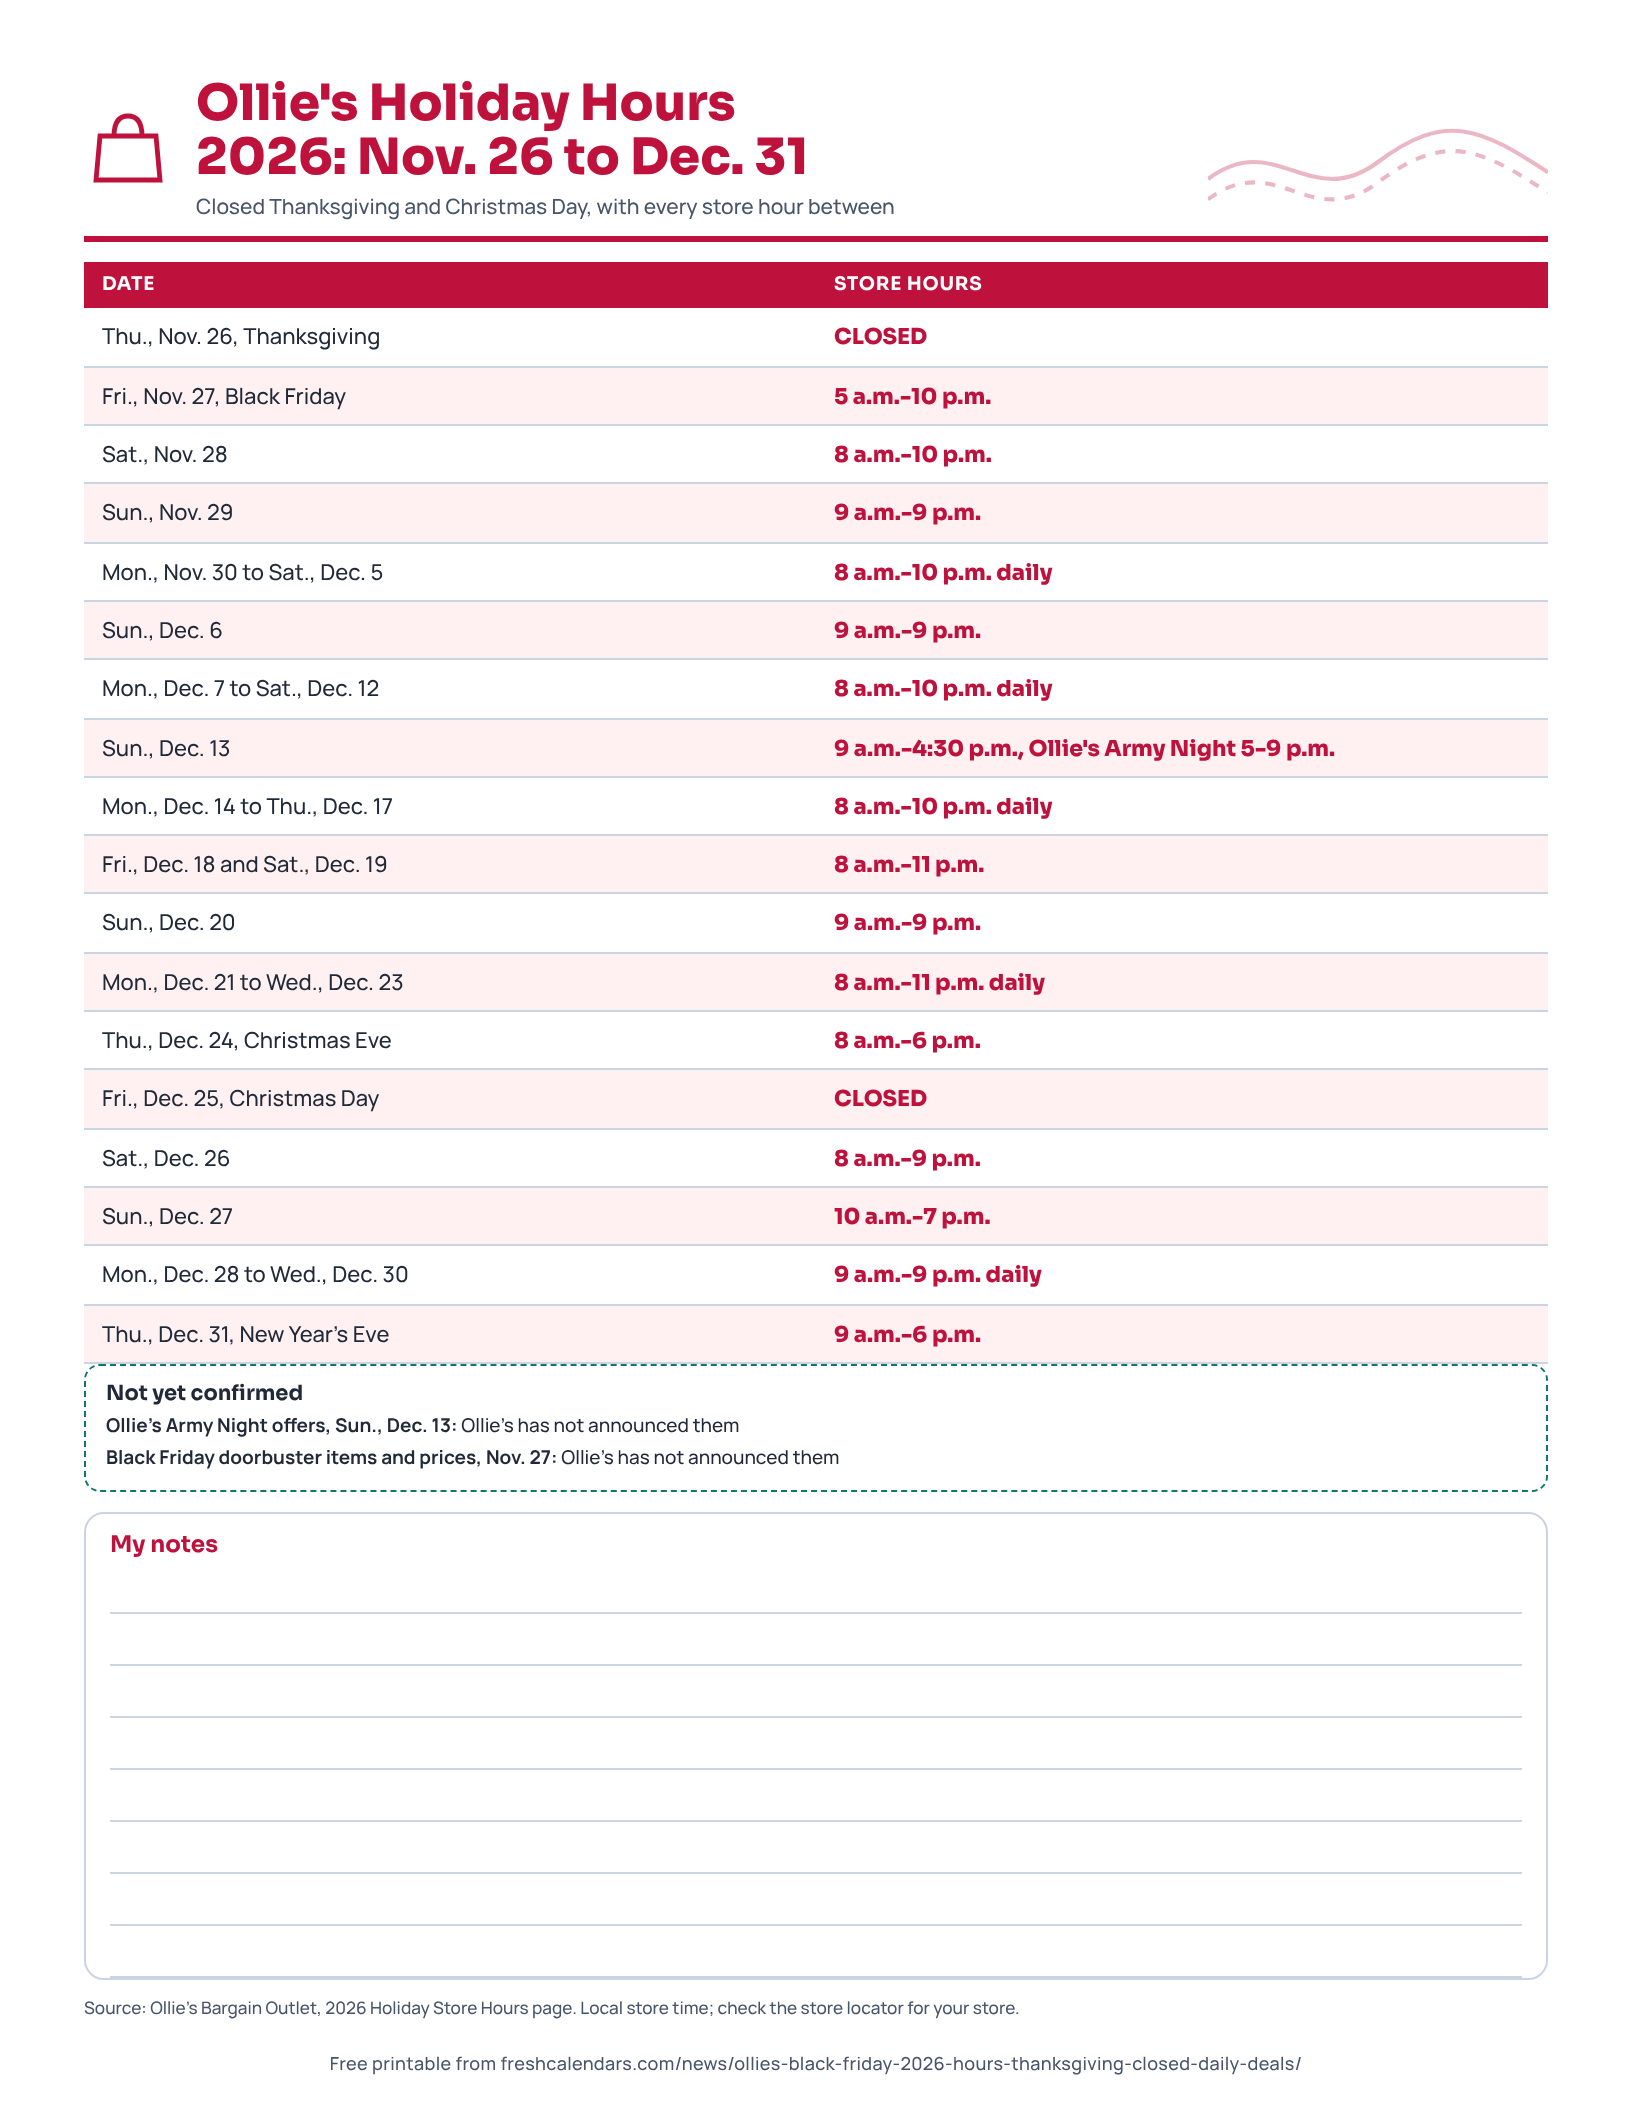 Ollie's Holiday Hours
2026: Nov. 26 to Dec. 31
Closed Thanksgiving and Christmas Day, with every store hour between
DATE STORE HOURS
Thu., Nov. 26, Thanksgiving CLOSED
Fri., Nov. 27, Black Friday 5 a.m.–10 p.m.
Sat., Nov. 28 8 a.m.–10 p.m.
Sun., Nov. 29 9 a.m.–9 p.m.
Mon., Nov. 30 to Sat., Dec. 5 8 a.m.–10 p.m. daily
Sun., Dec. 6 9 a.m.–9 p.m.
Mon., Dec. 7 to Sat., Dec. 12 8 a.m.–10 p.m. daily
Sun., Dec. 13 9 a.m.–4:30 p.m., Ollie's Army Night 5–9 p.m.
Mon., Dec. 14 to Thu., Dec. 17 8 a.m.–10 p.m. daily
Fri., Dec. 18 and Sat., Dec. 19 8 a.m.–11 p.m.
Sun., Dec. 20 9 a.m.–9 p.m.
Mon., Dec. 21 to Wed., Dec. 23 8 a.m.–11 p.m. daily
Thu., Dec. 24, Christmas Eve 8 a.m.–6 p.m.
Fri., Dec. 25, Christmas Day CLOSED
Sat., Dec. 26 8 a.m.–9 p.m.
Sun., Dec. 27 10 a.m.–7 p.m.
Mon., Dec. 28 to Wed., Dec. 30 9 a.m.–9 p.m. daily
Thu., Dec. 31, New Year's Eve 9 a.m.–6 p.m.
Not yet confirmed
Ollie's Army Night offers, Sun., Dec. 13: Ollie's has not announced them
Black Friday doorbuster items and prices, Nov. 27: Ollie's has not announced them
My notes
Source: Ollie's Bargain Outlet, 2026 Holiday Store Hours page. Local store time; check the store locator for your store.
Free printable from freshcalendars.com/news/ollies-black-friday-2026-hours-thanksgiving-closed-daily-deals/